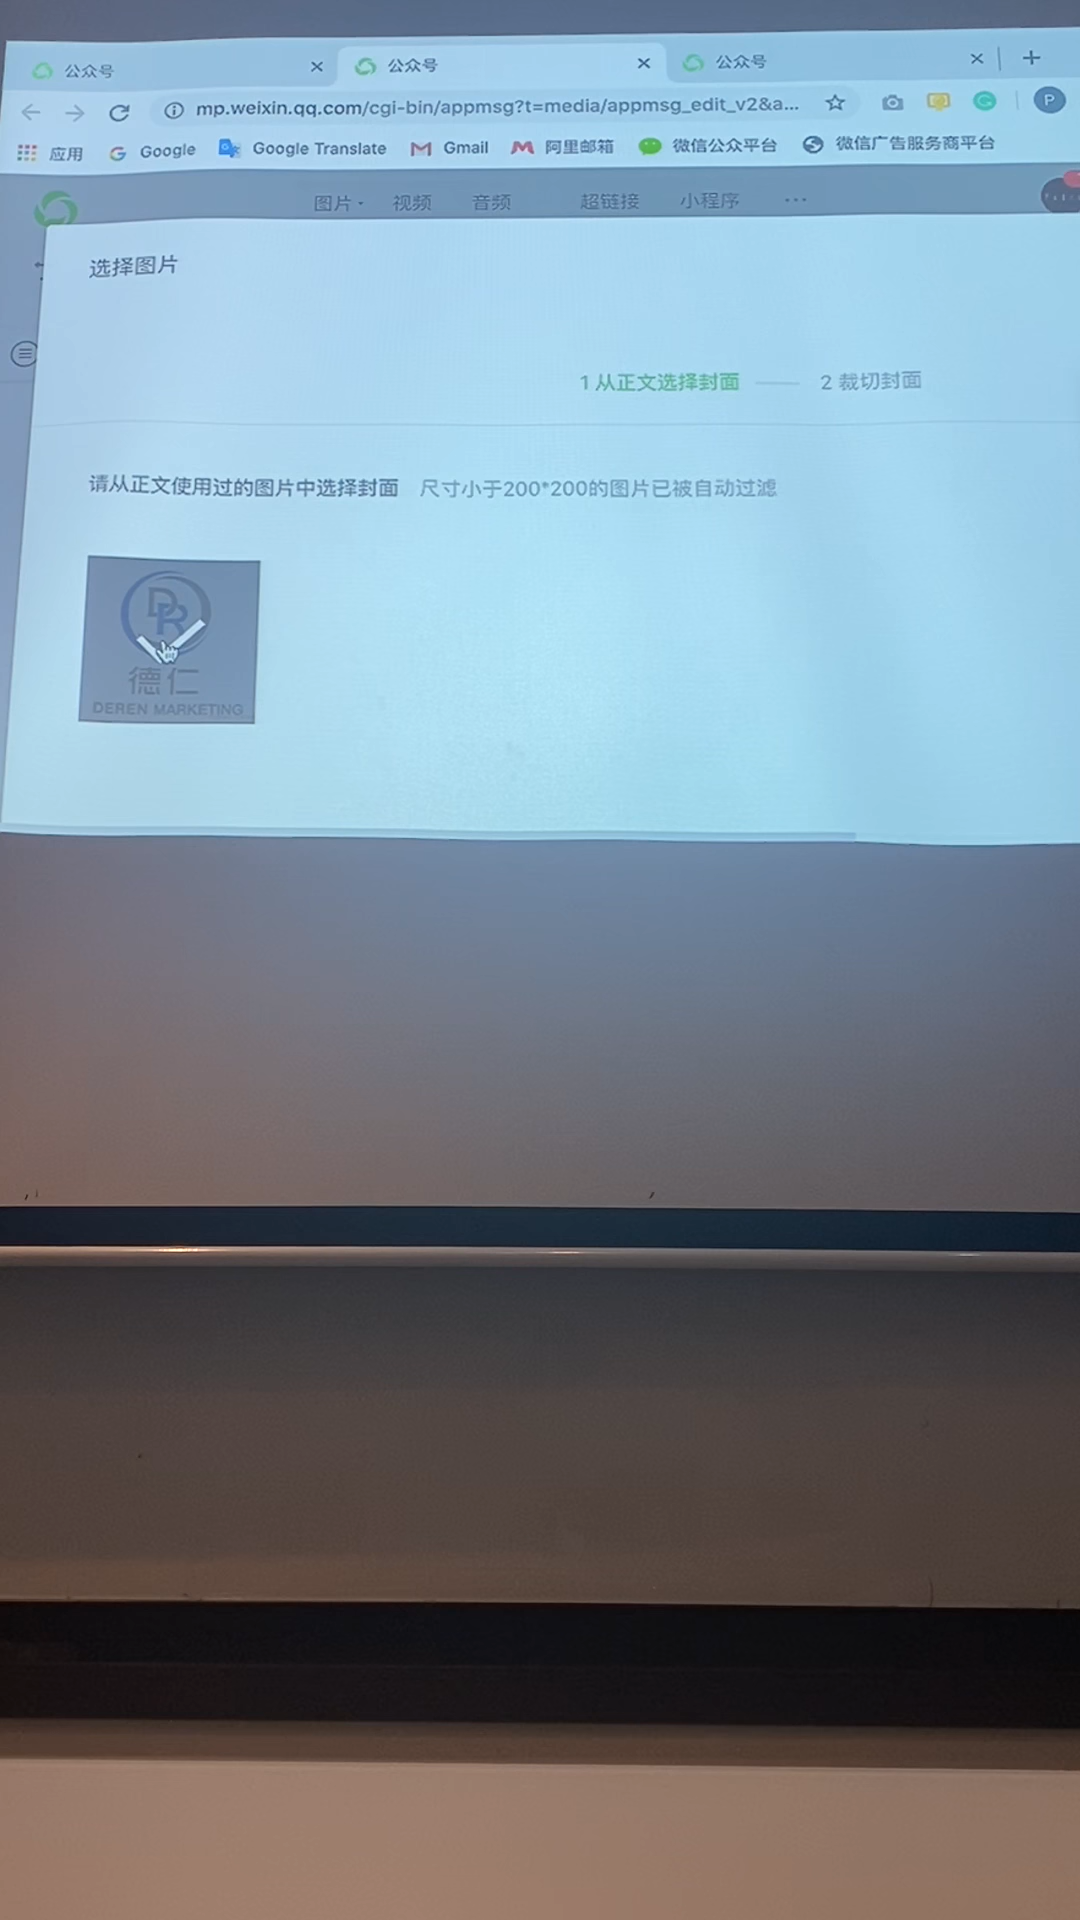 公众号
公众号
公众号
mp.weixin.qq.com/cgi-bin/appmsg?t=media/appmsg_edit_v2&a...
P
应用 Google Google Translate Gmail 阿里邮箱 微信公众平台 微信广告服务商平台
图片 视频 音频 超链接 小程序 ...
选择图片
1 从正文选择封面 2 裁切封面
请从正文使用过的图片中选择封面 尺寸小于200*200的图片已被自动过滤
DR
德仁
DEREN MARKETING